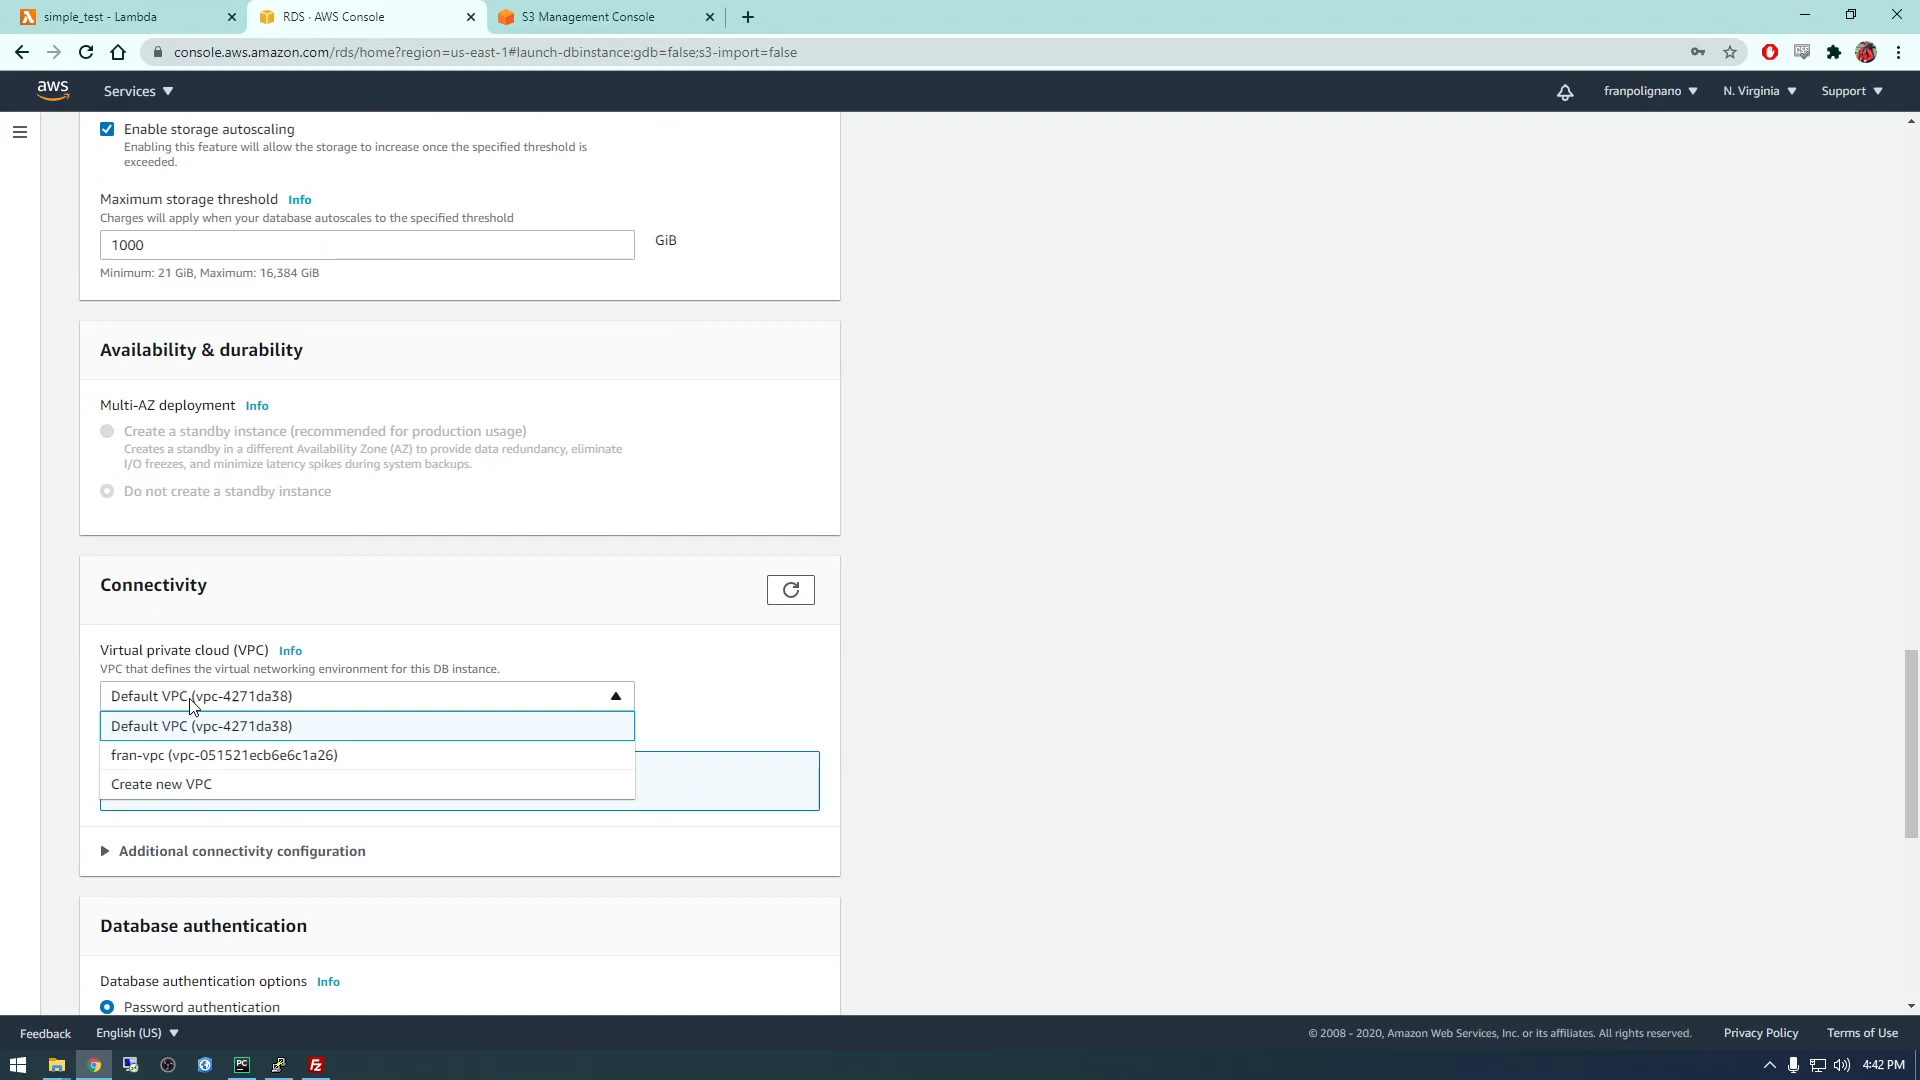 simple_test - Lambda
RDS · AWS Console
S3 Management Console
console.aws.amazon.com/rds/home?region=us-east-1#launch-dbinstance:gdb=false;s3-import=false
aws
Services
franpolignano
N. Virginia
Support
Enable storage autoscaling
Enabling this feature will allow the storage to increase once the specified threshold is
exceeded.
Maximum storage threshold Info
Charges will apply when your database autoscales to the specified threshold
1000
GiB
Minimum: 21 GiB, Maximum: 16,384 GiB
Availability & durability
Multi-AZ deployment Info
Create a standby instance (recommended for production usage)
Creates a standby in a different Availability Zone (AZ) to provide data redundancy, eliminate
I/O freezes, and minimize latency spikes during system backups.
Do not create a standby instance
Connectivity
Virtual private cloud (VPC) Info
VPC that defines the virtual networking environment for this DB instance.
Default VPC (vpc-4271da38)
Default VPC (vpc-4271da38)
fran-vpc (vpc-051521ecb6e6c1a26)
Create new VPC
Additional connectivity configuration
Database authentication
Database authentication options Info
Password authentication
Feedback
English (US)
© 2008 - 2020, Amazon Web Services, Inc. or its affiliates. All rights reserved.
Privacy Policy
Terms of Use
PC
FZ
4:42 PM